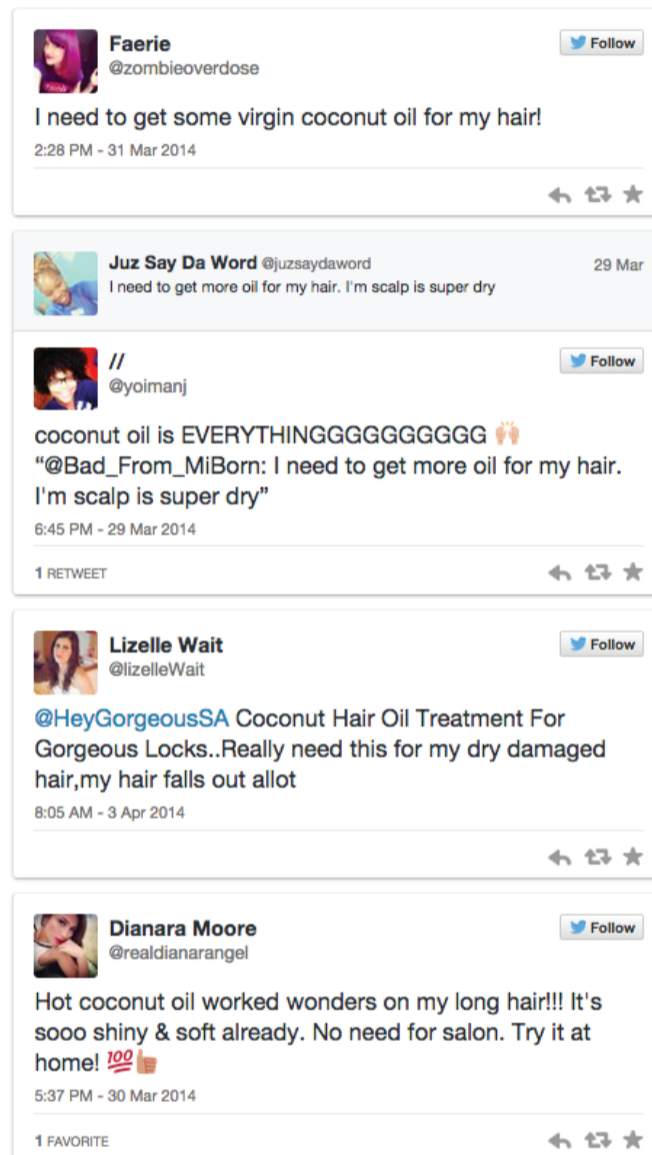 Faerie
Follow
@zombieoverdose
I need to get some virgin coconut oil for my hair!
2:28 PM - 31 Mar 2014
Juz Say Da Word @juzsaydaword
29 Mar
I need to get more oil for my hair. I'm scalp is super dry
//
Follow
@yoimanj
coconut oil is EVERYTHINGGGGGGGGGG 🙌
“@Bad_From_MiBorn: I need to get more oil for my hair.
I'm scalp is super dry”
6:45 PM - 29 Mar 2014
1 RETWEET
Lizelle Wait
Follow
@lizelleWait
@HeyGorgeousSA Coconut Hair Oil Treatment For
Gorgeous Locks..Really need this for my dry damaged
hair,my hair falls out allot
8:05 AM - 3 Apr 2014
Dianara Moore
Follow
@realdianarangel
Hot coconut oil worked wonders on my long hair!!! It's
sooo shiny & soft already. No need for salon. Try it at
home! 💯👍
5:37 PM - 30 Mar 2014
1 FAVORITE